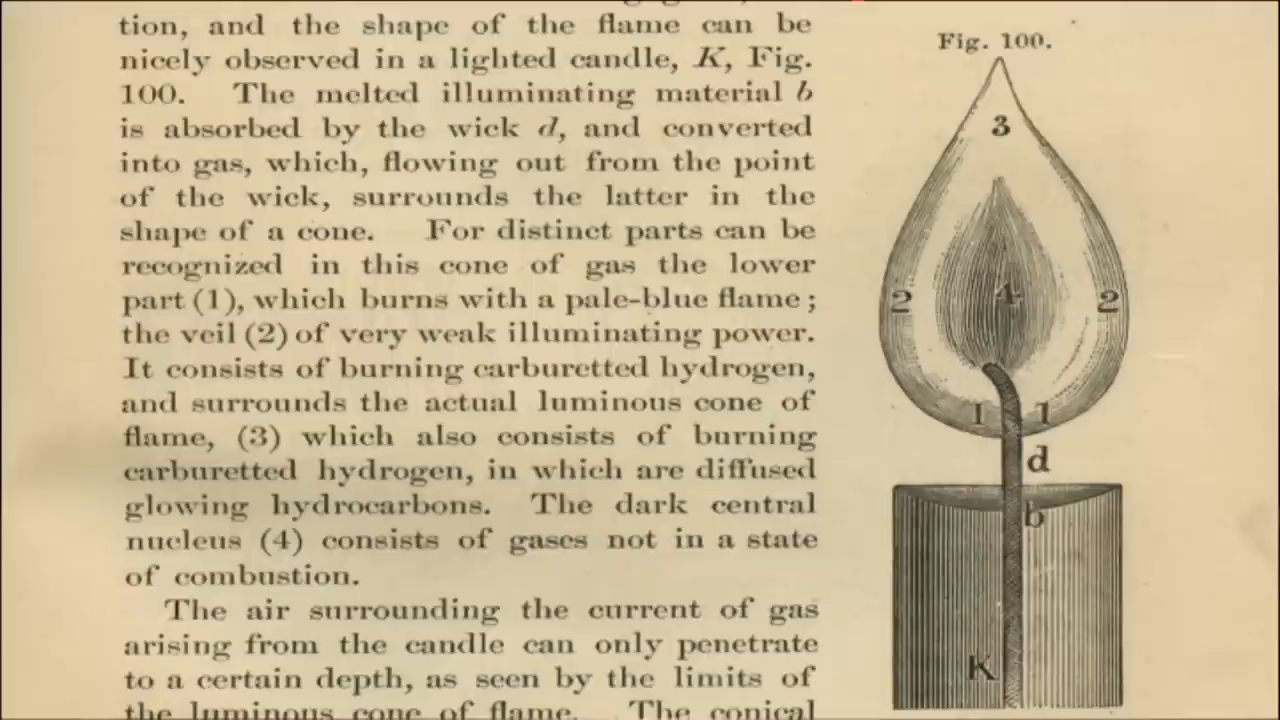 tion, and the shape of the flame can be
nicely observed in a lighted candle, K, Fig.
100. The melted illuminating material b
is absorbed by the wick d, and converted
into gas, which, flowing out from the point
of the wick, surrounds the latter in the
shape of a cone. For distinct parts can be
recognized in this cone of gas the lower
part (1), which burns with a pale-blue flame;
the veil (2) of very weak illuminating power.
It consists of burning carburetted hydrogen,
and surrounds the actual luminous cone of
flame, (3) which also consists of burning
carburetted hydrogen, in which are diffused
glowing hydrocarbons. The dark central
nucleus (4) consists of gases not in a state
of combustion.
The air surrounding the current of gas
arising from the candle can only penetrate
to a certain depth, as seen by the limits of
the luminous cone of flame. The conical
Fig. 100.
3
4
2 2
1 1
d
b
K